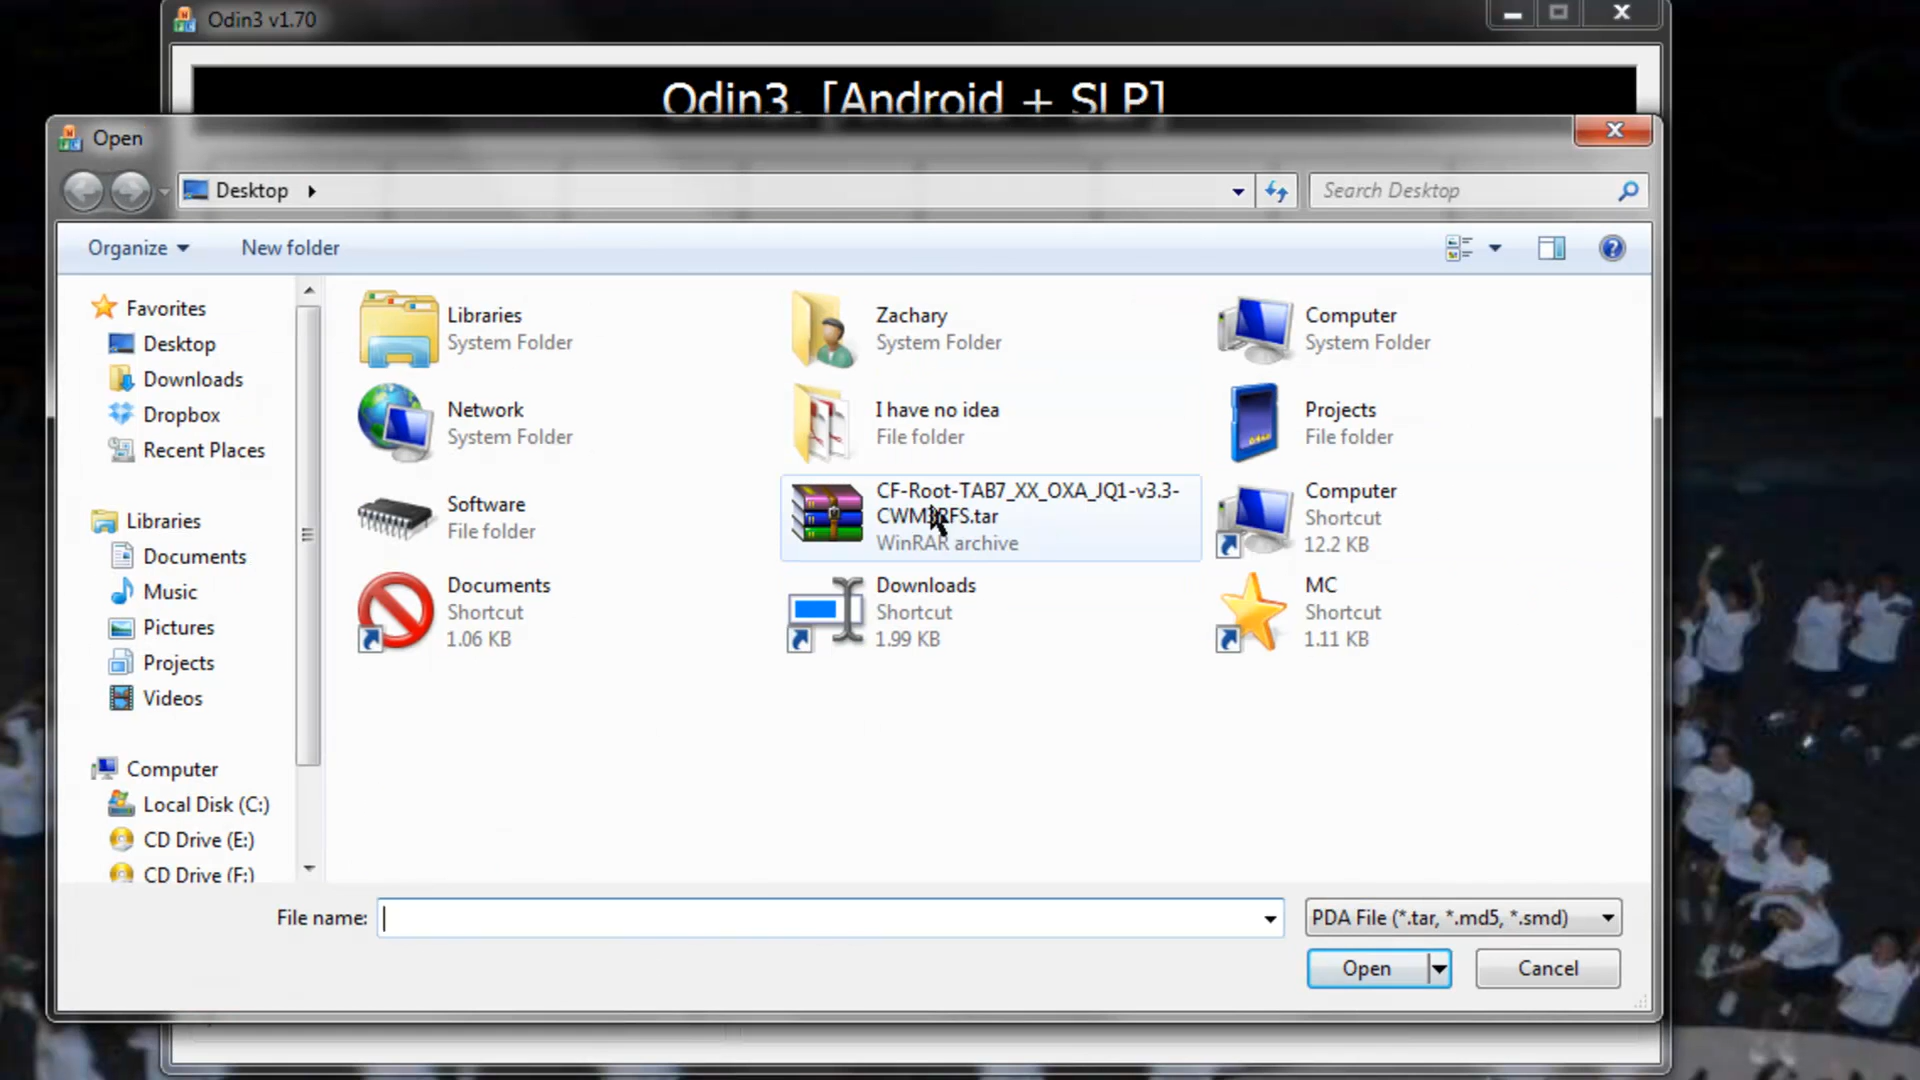 Odin3 v1.70
Odin3. [Android + SLP]
Open
Desktop
Search Desktop
Organize
New folder
Favorites
Desktop
Downloads
Dropbox
Recent Places
Libraries
Documents
Music
Pictures
Projects
Videos
Computer
Local Disk (C:)
CD Drive (E:)
CD Drive (F:)
Libraries
System Folder
Zachary
System Folder
Computer
System Folder
Network
System Folder
I have no idea
File folder
Projects
File folder
Software
File folder
CF-Root-TAB7_XX_OXA_JQ1-v3.3-
CWM3RFS.tar
WinRAR archive
Computer
Shortcut
12.2 KB
Documents
Shortcut
1.06 KB
Downloads
Shortcut
1.99 KB
MC
Shortcut
1.11 KB
File name:
PDA File (*.tar, *.md5, *.smd)
Open
Cancel